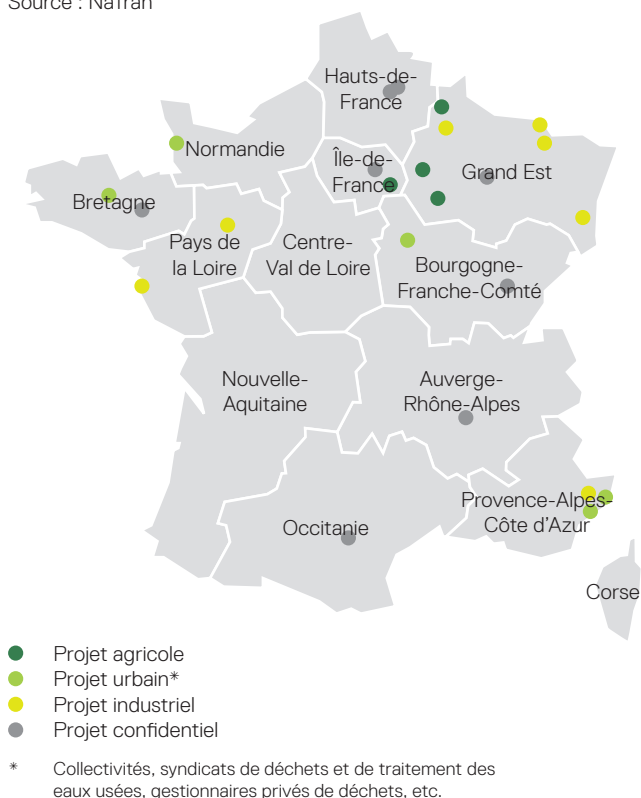 Source : NaTran
Hauts-de-
France
Normandie
Île-de-
France
Grand Est
Bretagne
Pays de
la Loire
Centre-
Val de Loire
Bourgogne-
Franche-Comté
Nouvelle-
Aquitaine
Auverge-
Rhône-Alpes
Provence-Alpes-
Côte d'Azur
Occitanie
Corse
Projet agricole
Projet urbain*
Projet industriel
Projet confidentiel
* Collectivités, syndicats de déchets et de traitement des
eaux usées, gestionnaires privés de déchets, etc.